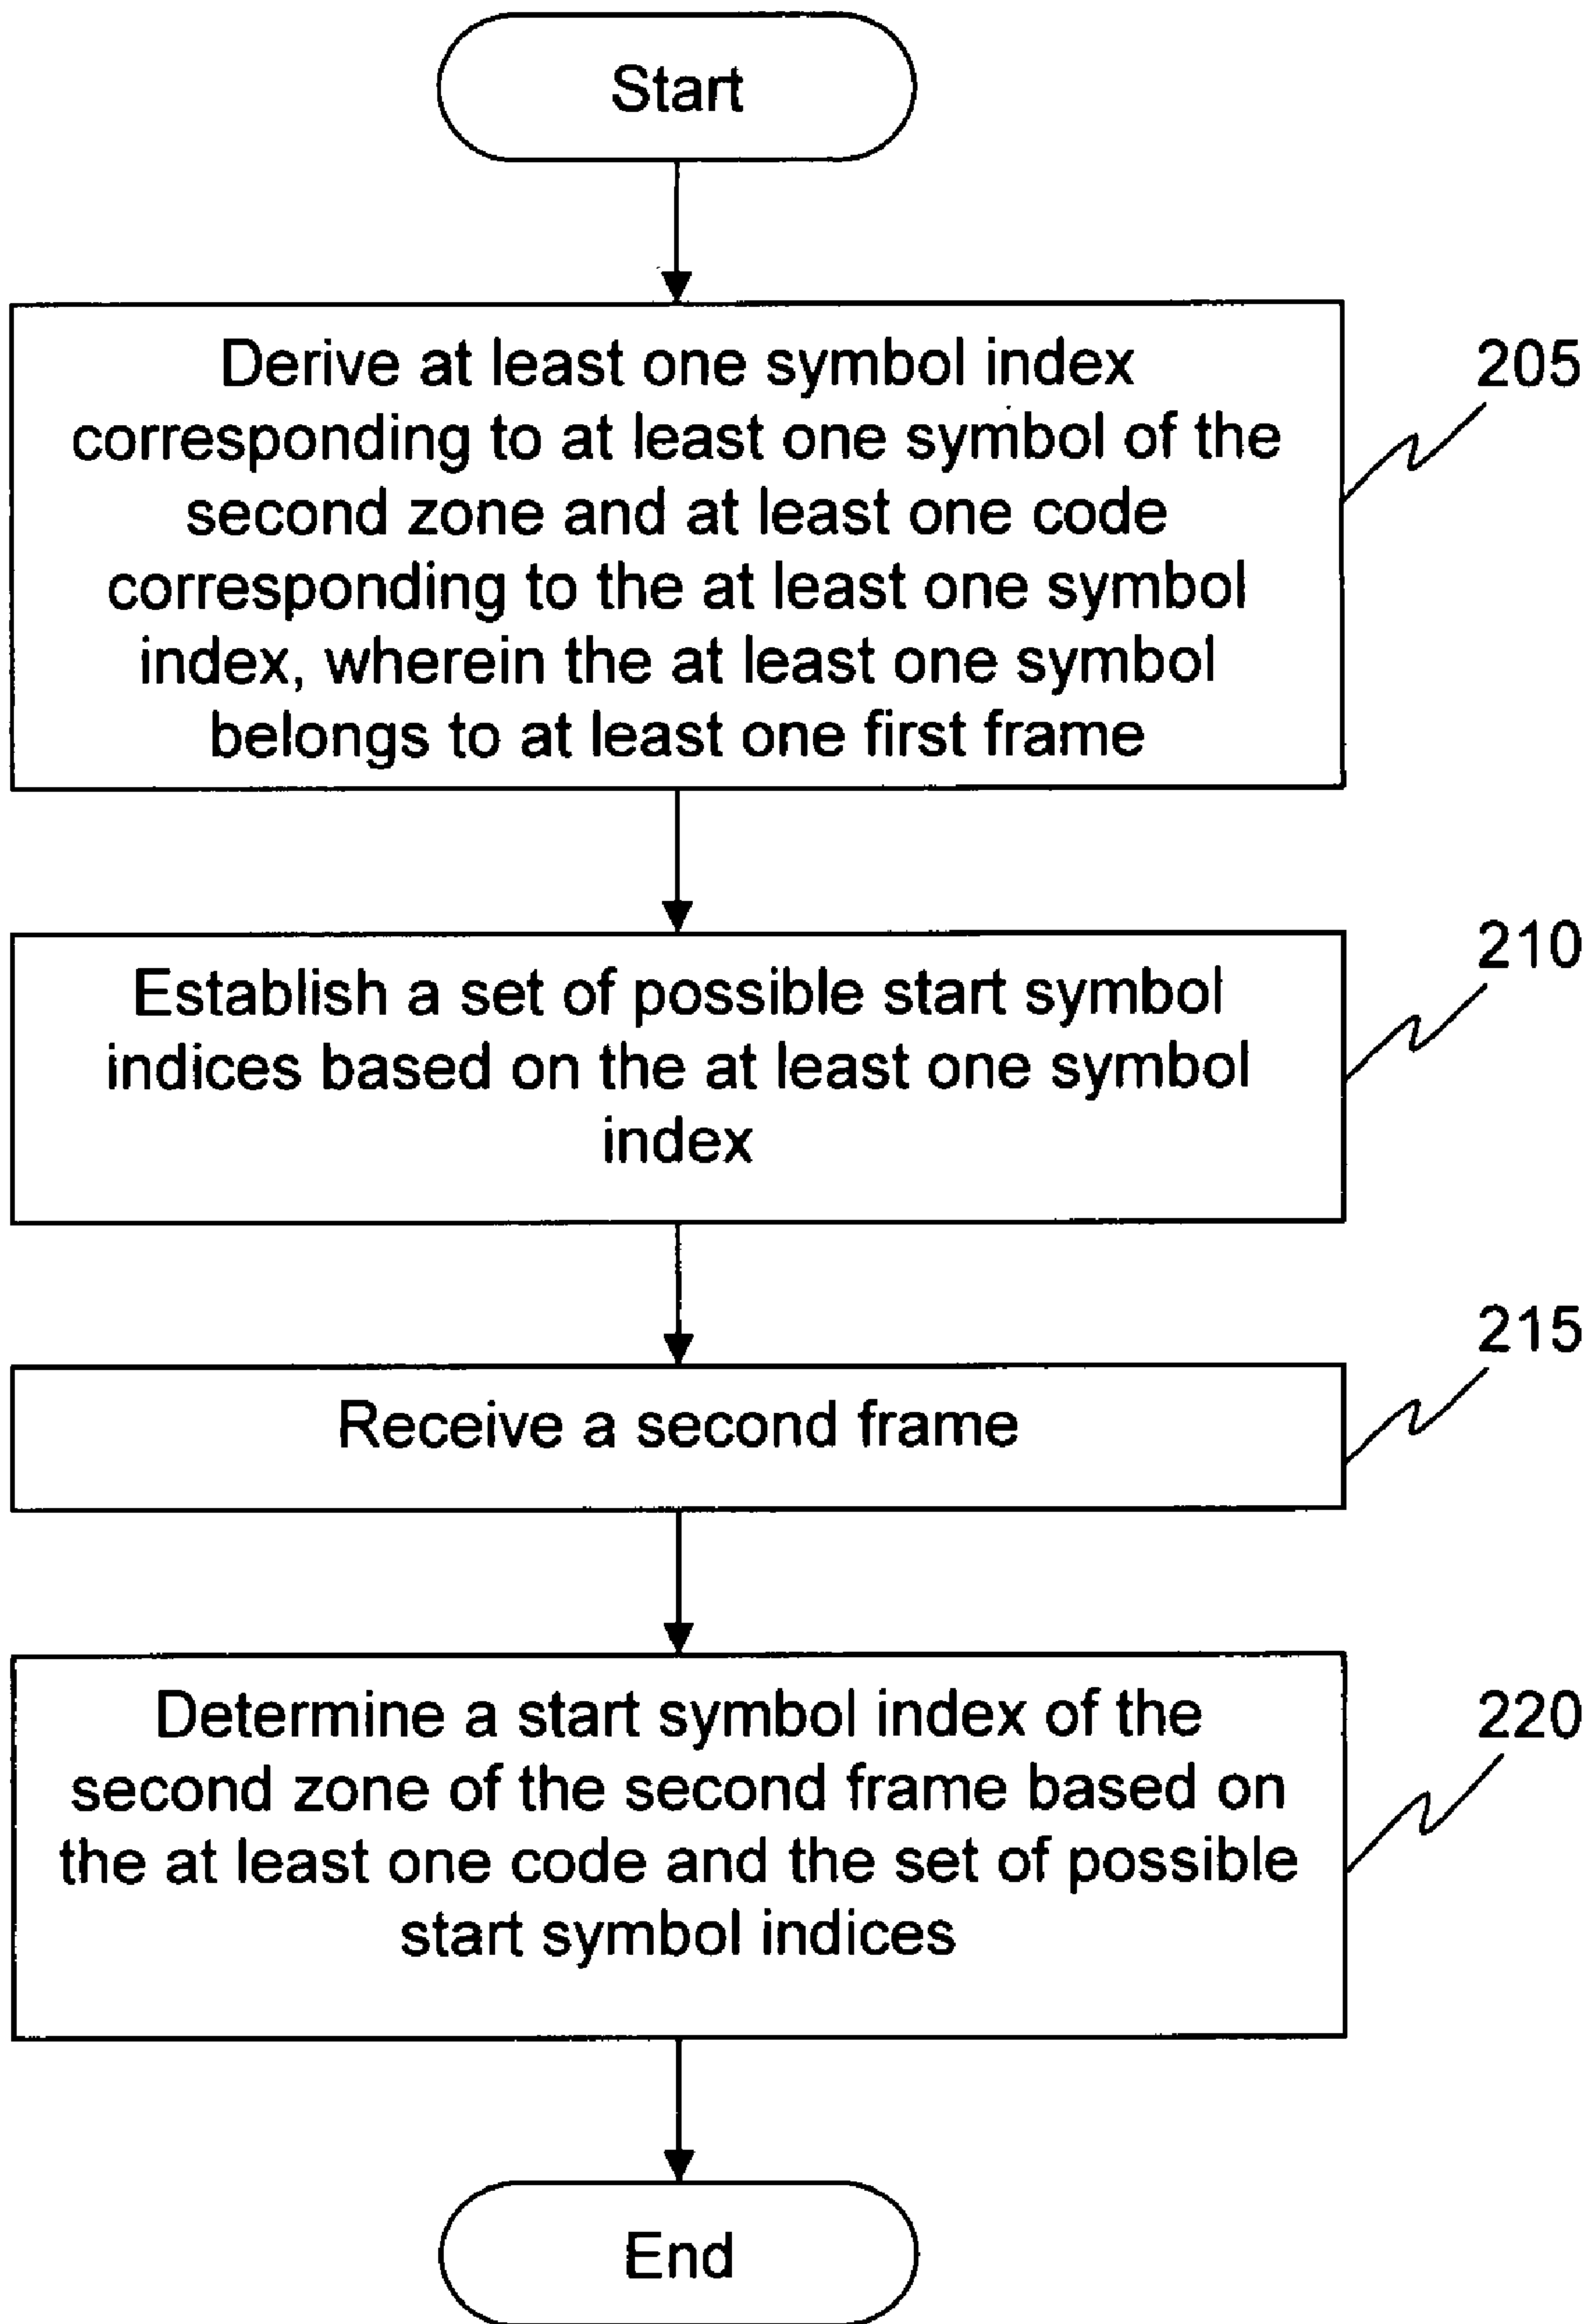 Start
Derive at least one symbol index
corresponding to at least one symbol of the
second zone and at least one code
corresponding to the at least one symbol
index, wherein the at least one symbol
belongs to at least one first frame
205
Establish a set of possible start symbol
indices based on the at least one symbol
index
210
Receive a second frame
215
Determine a start symbol index of the
second zone of the second frame based on
the at least one code and the set of possible
start symbol indices
220
End